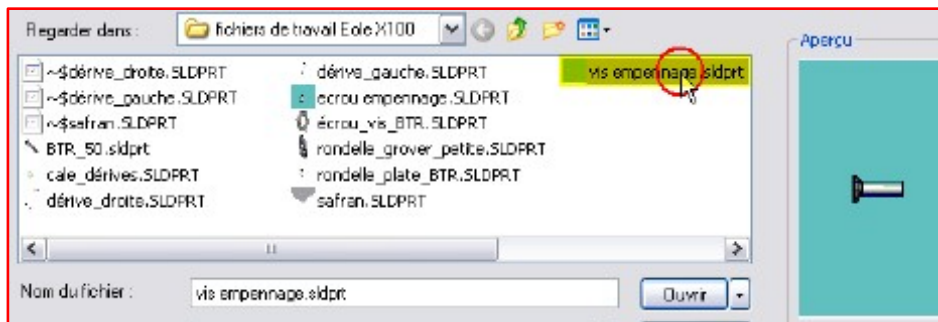 Regarder dans : fichiers de travail Eole X100
Aperçu
~$dérive_droite.SLDPRT
~$dérive_gauche.SLDPRT
~$safran.SLDPRT
BTR_50.sldprt
cale_dérives.SLDPRT
dérive_droite.SLDPRT
dérive_gauche.SLDPRT
ecrou empennage.SLDPRT
écrou_vis_BTR.SLDPRT
rondelle_grover_petite.SLDPRT
rondelle_plate_BTR.SLDPRT
safran.SLDPRT
vis empennage.sldprt
Nom du fichier : vis empennage.sldprt Ouvrir